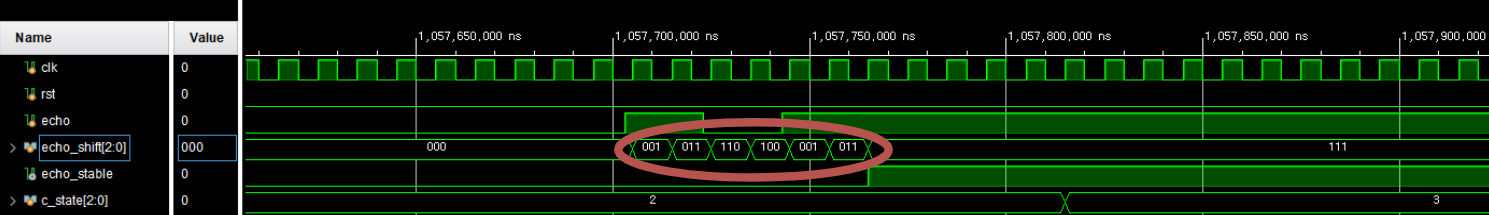 Name Value
1,057,650,000 ns 1,057,700,000 ns 1,057,750,000 ns 1,057,800,000 ns 1,057,850,000 ns 1,057,900,000
clk 0
rst 0
echo 0
echo_shift[2:0] 000 000 001 011 110 100 001 011 111
echo_stable 0
c_state[2:0] 0 2 3